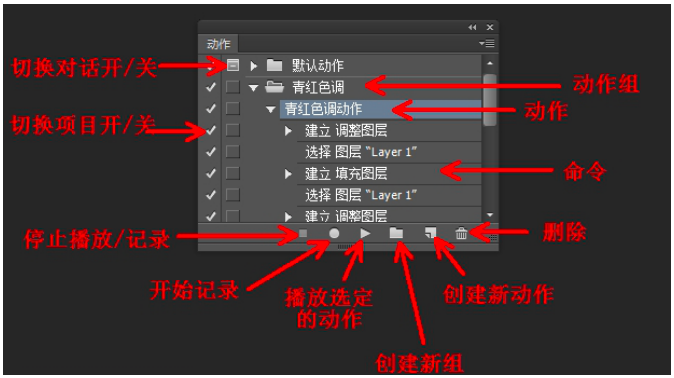 动作
切换对话开/关
默认动作
青红色调
动作组
青红色调动作
动作
切换项目开/关
建立 调整图层
选择 图层 “Layer 1”
建立 填充图层
命令
选择 图层 “Layer 1”
建立 调整图层
停止播放/记录
删除
开始记录
播放选定
的动作
创建新动作
创建新组